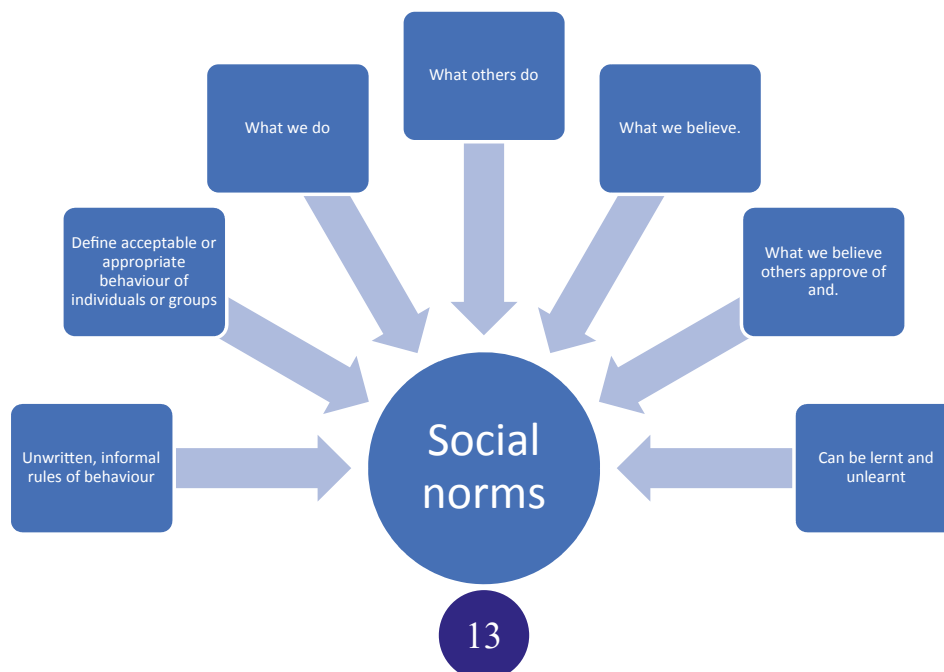 What others do
What we do
What we believe.
Define acceptable or
appropriate
behaviour of
individuals or groups
What we believe
others approve of
and.
Unwritten, informal
rules of behaviour
Social
norms
Can be lernt and
unlearnt
13